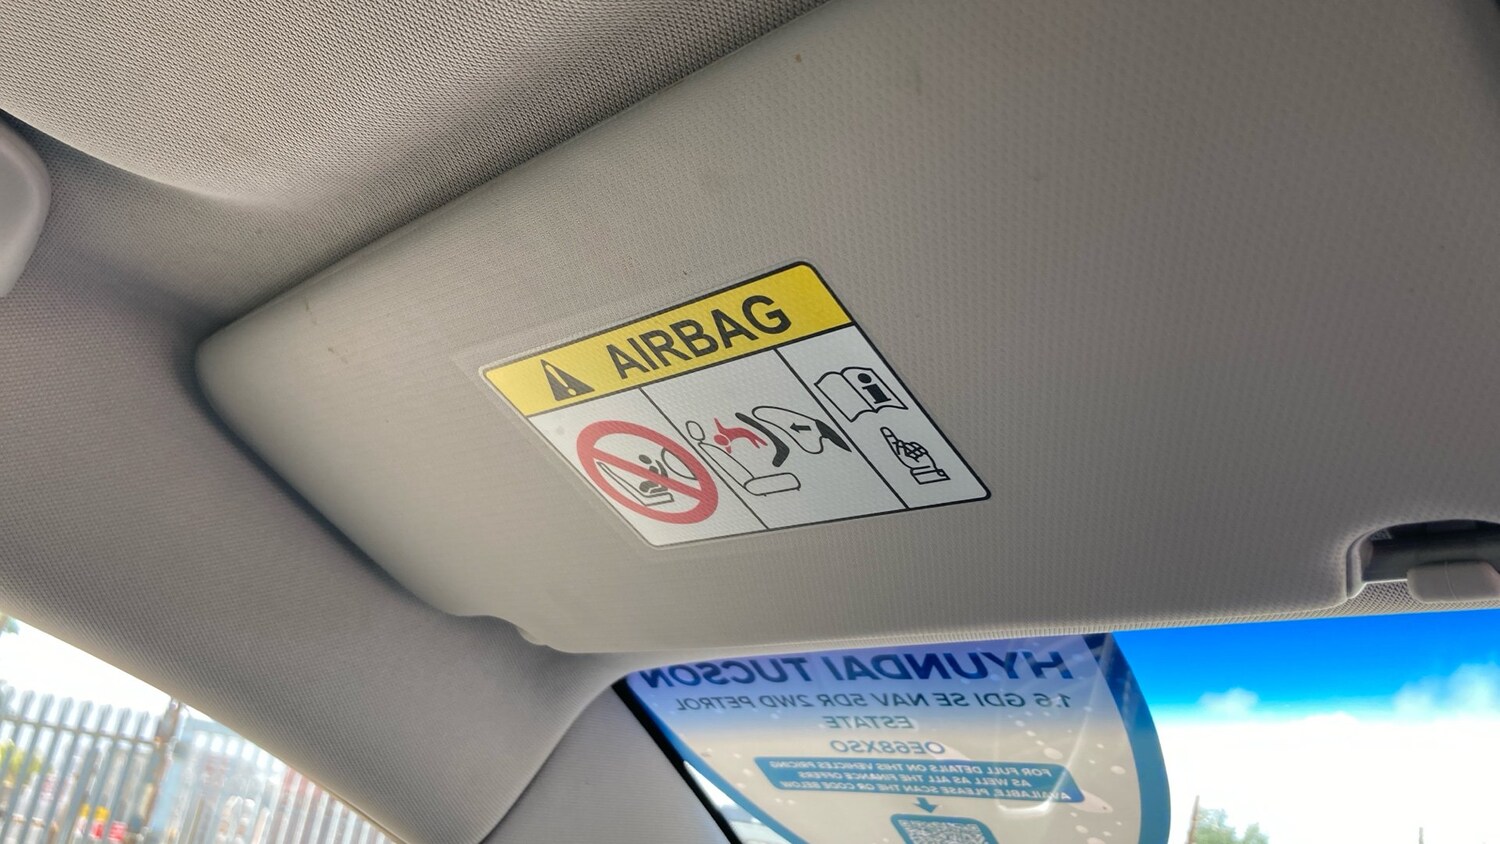 AIRBAG
HYUNDAI TUCSON
1.6 GDI SE NAV 5DR 2WD PETROL
ESTATE
OE68XSO
FOR FULL DETAILS ON THIS VEHICLES PRICING
AS WELL AS ALL THE FINANCE OFFERS
AVAILABLE, PLEASE SCAN THE QR CODE BELOW